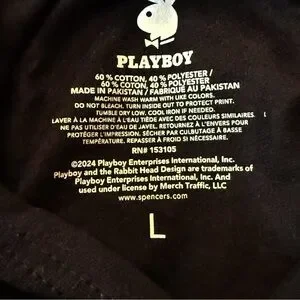 PLAYBOY
60 % COTTON, 40 % POLYESTER /
60 % COTON, 40 % POLYESTER
MADE IN PAKISTAN / FABRIQUÉ AU PAKISTAN
MACHINE WASH WARM WITH LIKE COLORS.
DO NOT BLEACH. TURN INSIDE OUT TO PROTECT PRINT.
TUMBLE DRY LOW. COOL IRON IF NEEDED.
LAVER À LA MACHINE À L'EAU TIÈDE AVEC DES COULEURS SIMILAIRES.
NE PAS UTILISER D'EAU DE JAVEL. RETOURNER À L'ENVERS POUR
PROTÉGER L'IMPRESSION. SÉCHER PAR CULBUTAGE À BASSE
TEMPÉRATURE. REPASSER À FROID SI NÉCESSAIRE.
RN# 153105
©2024 Playboy Enterprises International, Inc.
Playboy and the Rabbit Head Design are trademarks of
Playboy Enterprises International, Inc. And
used under license by Merch Traffic, LLC
www.spencers.com
L